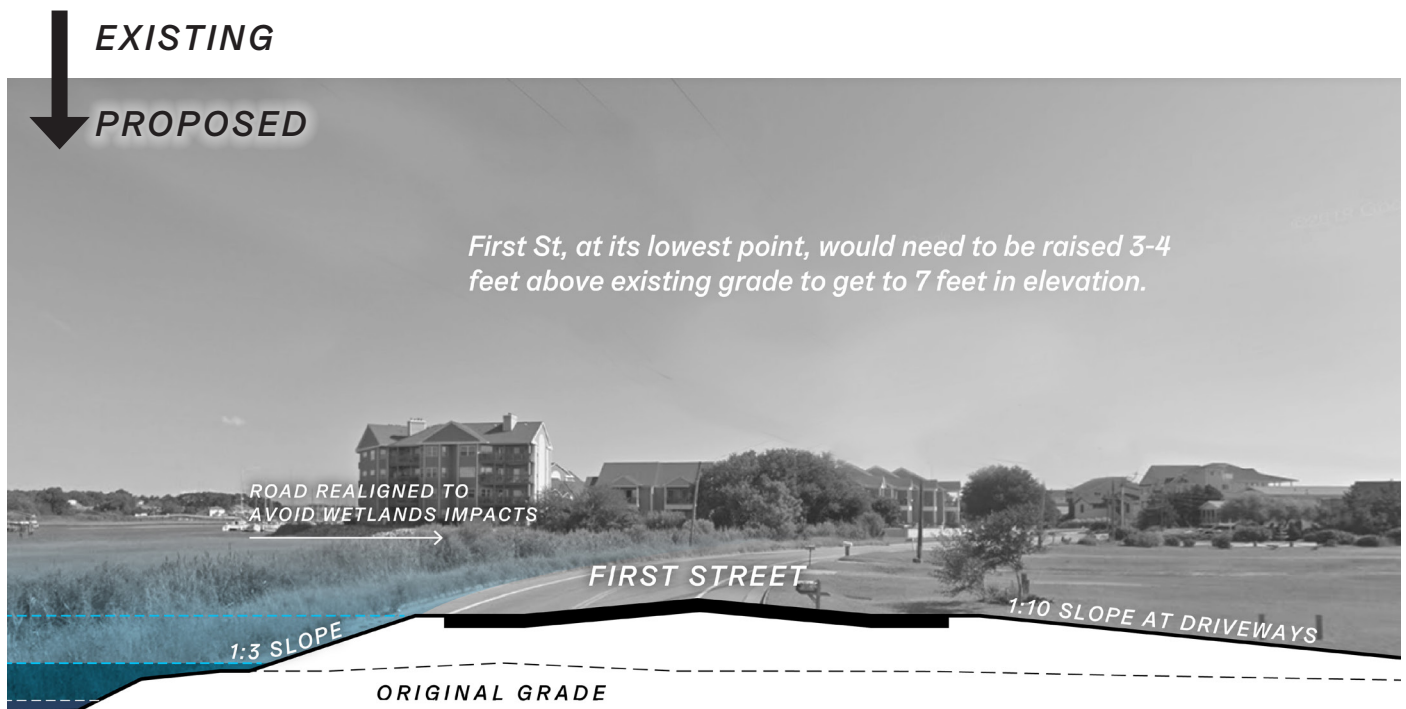 EXISTING
PROPOSED
First St, at its lowest point, would need to be raised 3-4
feet above existing grade to get to 7 feet in elevation.
ROAD REALIGNED TO
AVOID WETLANDS IMPACTS
FIRST STREET
1:10 SLOPE AT DRIVEWAYS
1:3 SLOPE
ORIGINAL GRADE